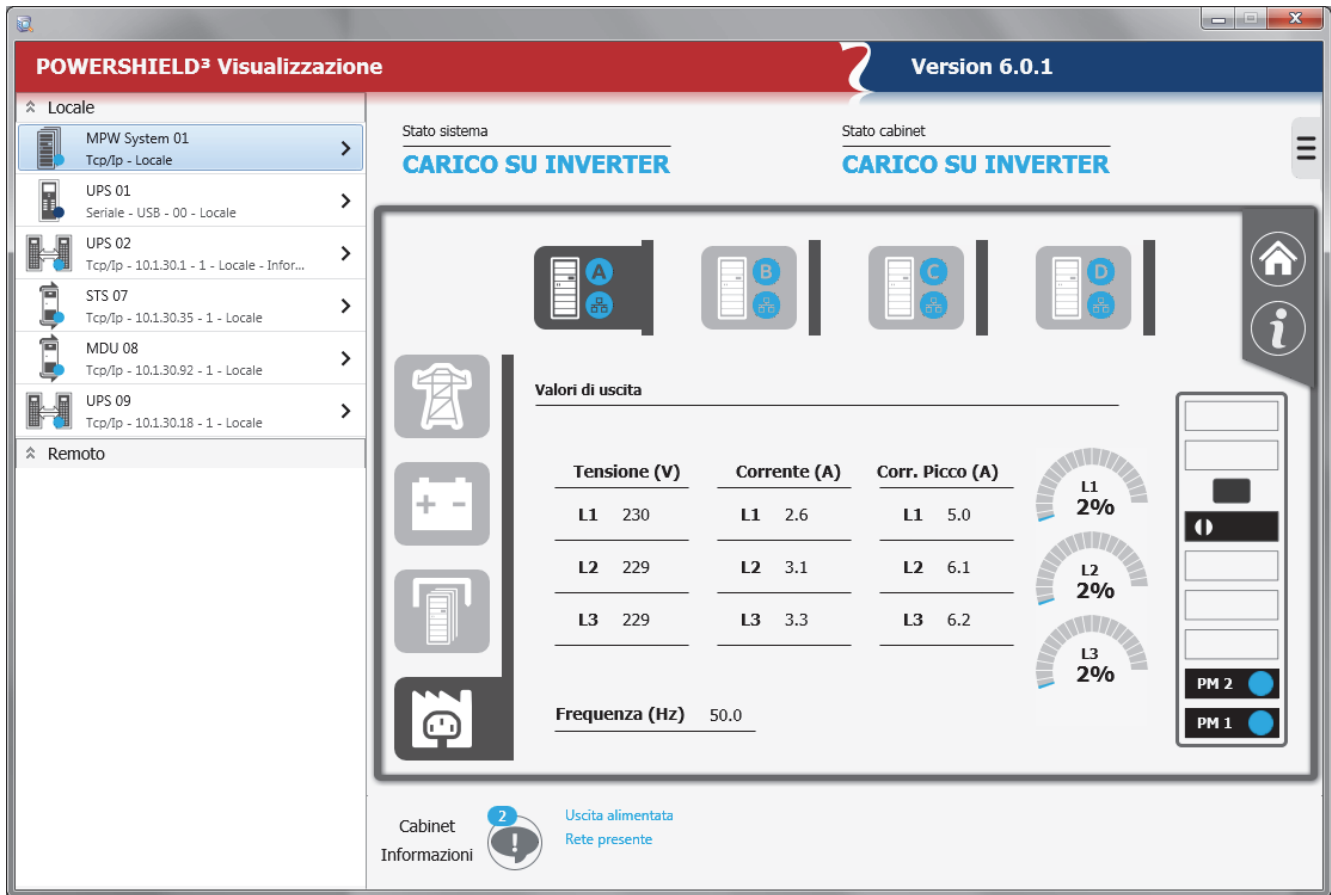 POWERSHIELD³ Visualizzazione
Version 6.0.1
Locale
MPW System 01
Tcp/Ip - Locale
UPS 01
Seriale - USB - 00 - Locale
UPS 02
Tcp/Ip - 10.1.30.1 - 1 - Locale - Infor...
STS 07
Tcp/Ip - 10.1.30.35 - 1 - Locale
MDU 08
Tcp/Ip - 10.1.30.92 - 1 - Locale
UPS 09
Tcp/Ip - 10.1.30.18 - 1 - Locale
Remoto
Stato sistema
CARICO SU INVERTER
Stato cabinet
CARICO SU INVERTER
A
B
C
D
Valori di uscita
Tensione (V) Corrente (A) Corr. Picco (A)
L1 230 L1 2.6 L1 5.0
L2 229 L2 3.1 L2 6.1
L3 229 L3 3.3 L3 6.2
L1
2%
L2
2%
L3
2%
Frequenza (Hz) 50.0
PM 2
PM 1
Cabinet
Informazioni
2
Uscita alimentata
Rete presente